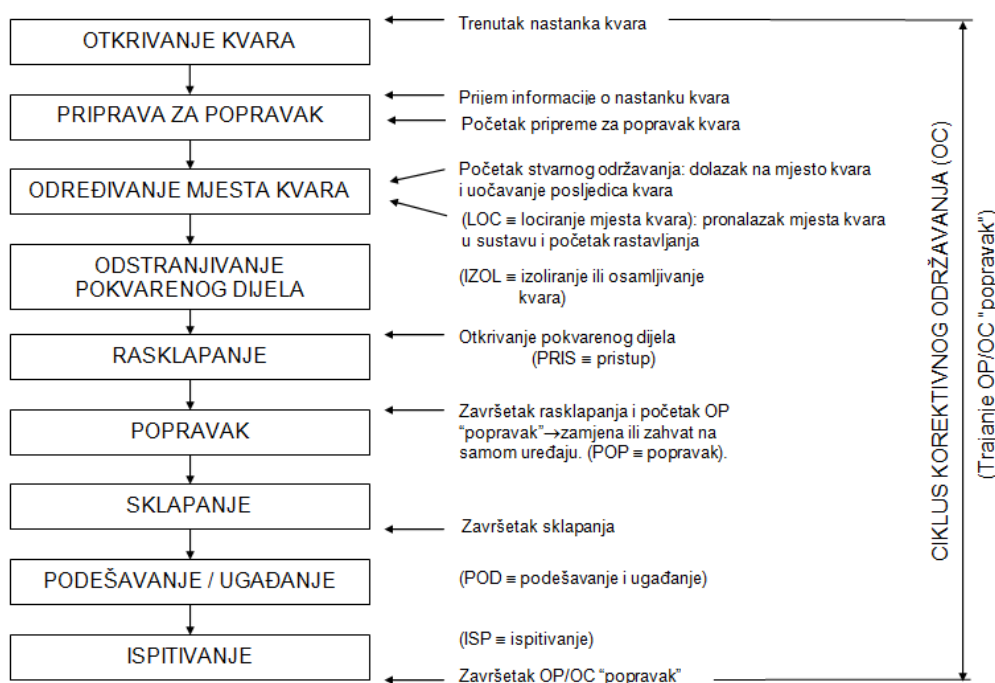 OTKRIVANJE KVARA
Trenutak nastanka kvara
PRIPRAVA ZA POPRAVAK
Prijem informacije o nastanku kvara
Početak pripreme za popravak kvara
ODREĐIVANJE MJESTA KVARA
Početak stvarnog održavanja: dolazak na mjesto kvara
i uočavanje posljedica kvara
(LOC ≡ lociranje mjesta kvara): pronalazak mjesta kvara
u sustavu i početak rastavljanja
ODSTRANJIVANJE
POKVARENOG DIJELA
(IZOL ≡ izoliranje ili osamljivanje
kvara)
RASKLAPANJE
Otkrivanje pokvarenog dijela
(PRIS ≡ pristup)
POPRAVAK
Završetak rasklapanja i početak OP
“popravak”→zamjena ili zahvat na
samom uređaju. (POP ≡ popravak).
SKLAPANJE
Završetak sklapanja
PODEŠAVANJE / UGAĐANJE
(POD ≡ podešavanje i ugađanje)
ISPITIVANJE
(ISP ≡ ispitivanje)
Završetak OP/OC “popravak”
CIKLUS KOREKTIVNOG ODRŽAVANJA (OC)
(Trajanje OP/OC "popravak")